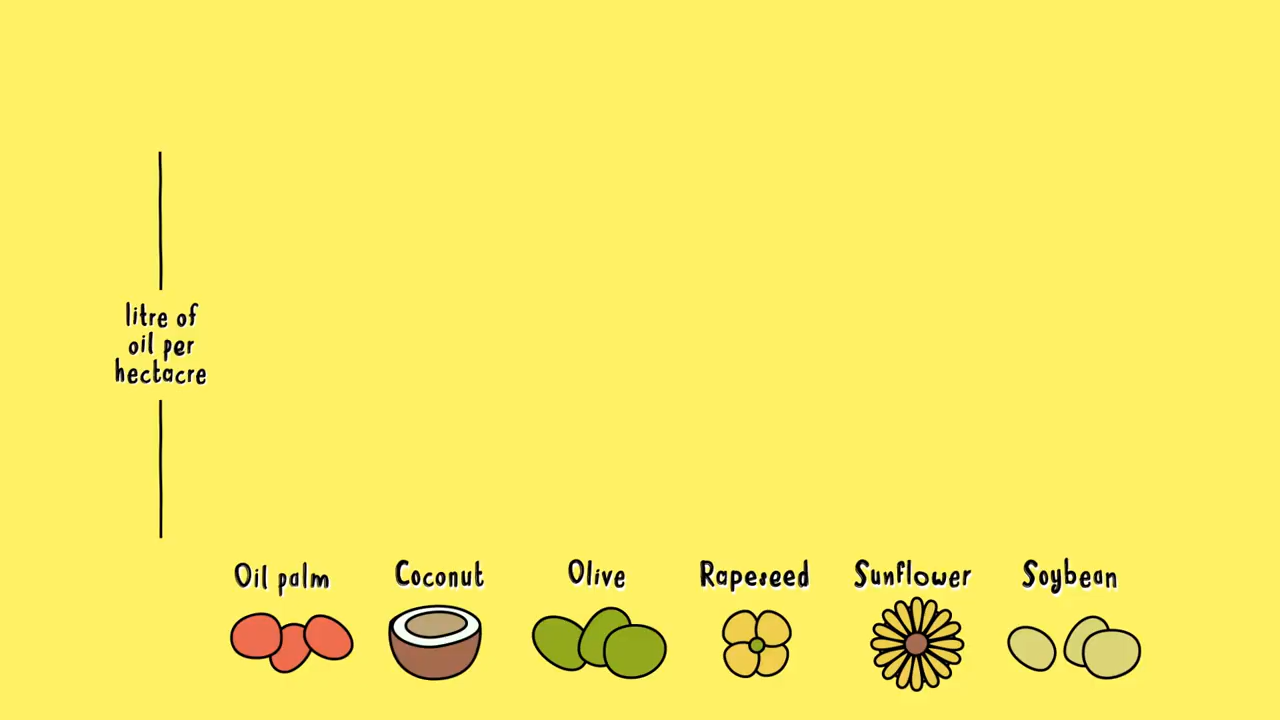 litre of
oil per
hectacre
Oil palm
Coconut
Olive
Rapeseed
Sunflower
Soybean